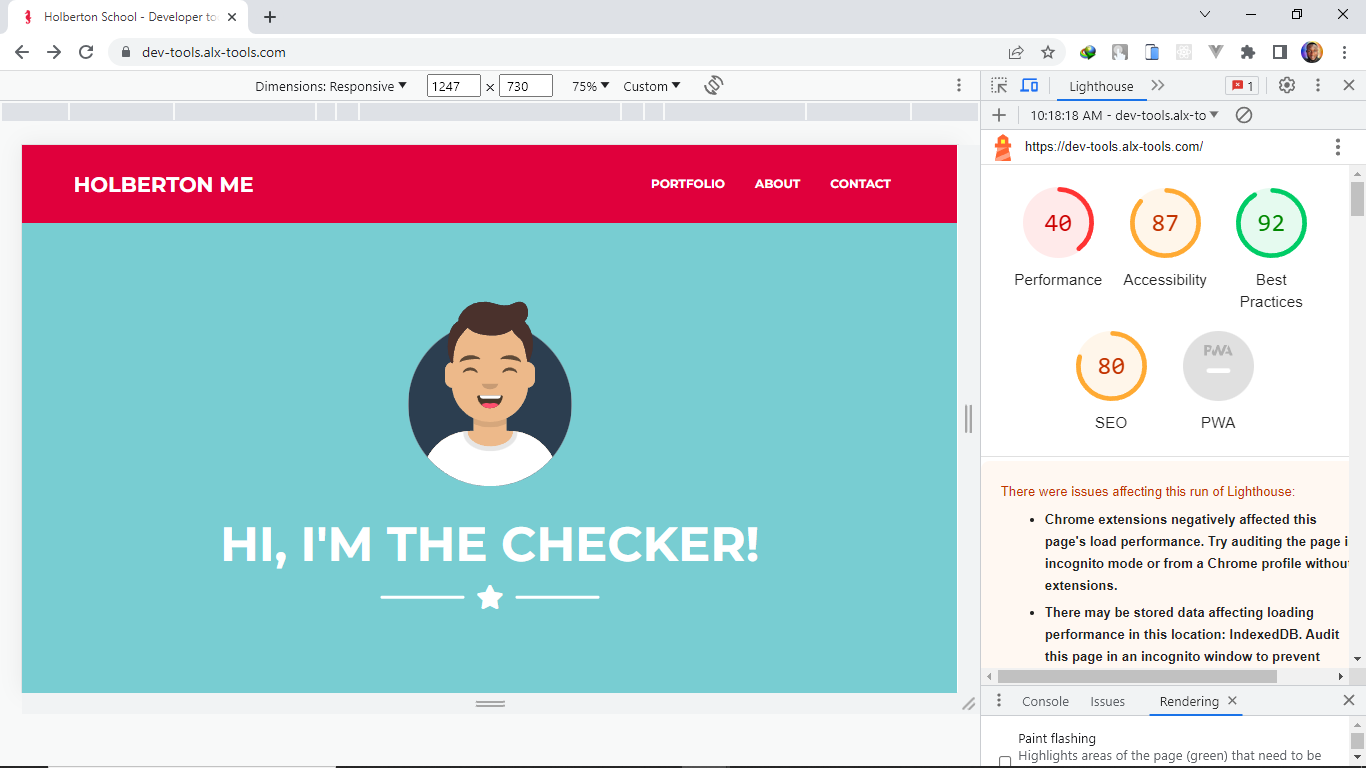 Holberton School - Developer to
dev-tools.alx-tools.com
Dimensions: Responsive
1247 × 730
75%
Custom
HOLBERTON ME
PORTFOLIO
ABOUT
CONTACT
HI, I'M THE CHECKER!
Lighthouse
1
10:18:18 AM - dev-tools.alx-to
https://dev-tools.alx-tools.com/
40
87
92
Performance
Accessibility
Best
Practices
80
PWA
SEO
PWA
There were issues affecting this run of Lighthouse:
• Chrome extensions negatively affected this
page's load performance. Try auditing the page i
incognito mode or from a Chrome profile withou
extensions.
• There may be stored data affecting loading
performance in this location: IndexedDB. Audit
this page in an incognito window to prevent
Console
Issues
Rendering
Paint flashing
Highlights areas of the page (green) that need to be